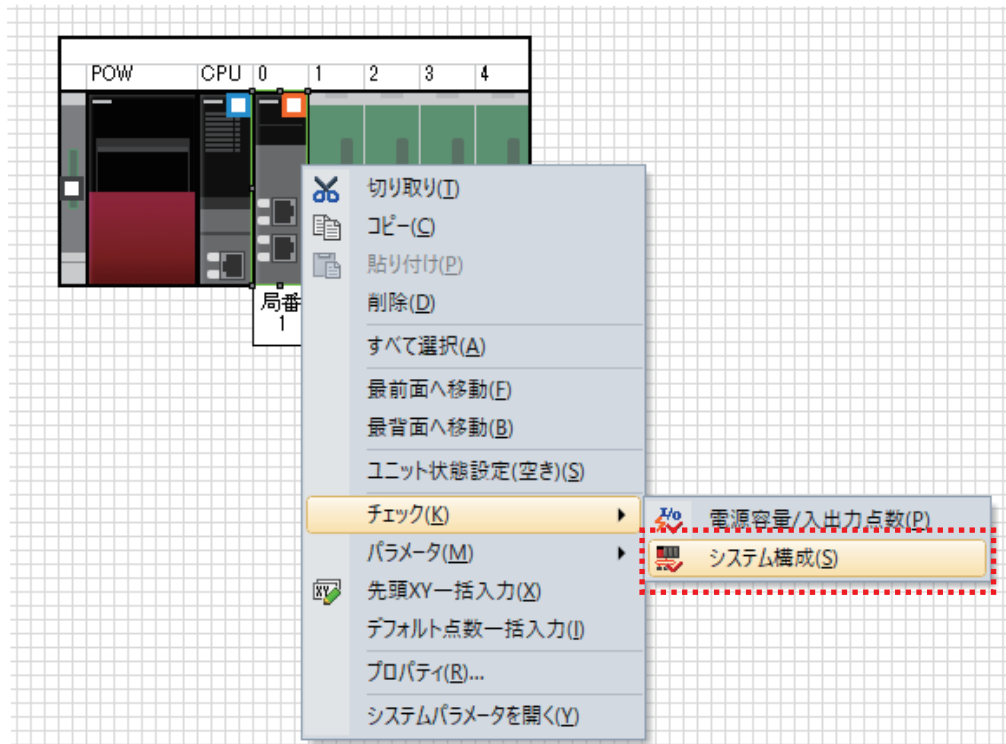 POW CPU 0 1 2 3 4
局番
1
切り取り(T)
コピー(C)
貼り付け(P)
削除(D)
すべて選択(A)
最前面へ移動(F)
最背面へ移動(B)
ユニット状態設定(空き)(S)
チェック(K)
電源容量/入出力点数(P)
システム構成(S)
パラメータ(M)
先頭XY一括入力(X)
デフォルト点数一括入力(I)
プロパティ(R)...
システムパラメータを開く(Y)